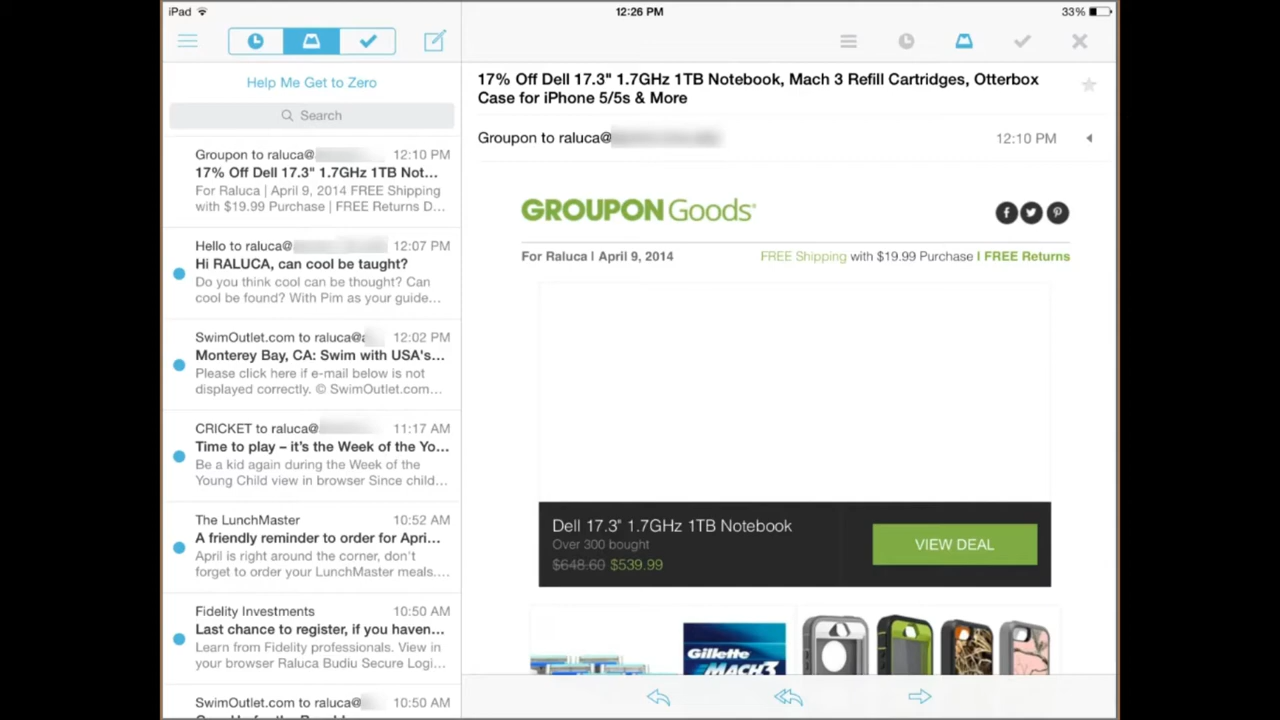 iPad
12:26 PM
33%
Help Me Get to Zero
Search
Groupon to raluca@ 12:10 PM
17% Off Dell 17.3" 1.7GHz 1TB Not...
For Raluca | April 9, 2014 FREE Shipping
with $19.99 Purchase | FREE Returns D...
Hello to raluca@ 12:07 PM
Hi RALUCA, can cool be taught?
Do you think cool can be thought? Can
cool be found? With Pim as your guide...
SwimOutlet.com to raluca@ 12:02 PM
Monterey Bay, CA: Swim with USA's...
Please click here if e-mail below is not
displayed correctly. © SwimOutlet.com...
CRICKET to raluca@ 11:17 AM
Time to play – it's the Week of the Yo...
Be a kid again during the Week of the
Young Child view in browser Since child...
The LunchMaster 10:52 AM
A friendly reminder to order for Apri...
April is right around the corner, don't
forget to order your LunchMaster meals....
Fidelity Investments 10:50 AM
Last chance to register, if you haven...
Learn from Fidelity professionals. View in
your browser Raluca Budiu Secure Logi...
SwimOutlet.com to raluca@ 10:50 AM
17% Off Dell 17.3" 1.7GHz 1TB Notebook, Mach 3 Refill Cartridges, Otterbox
Case for iPhone 5/5s & More
Groupon to raluca@ 12:10 PM
GROUPON Goods
For Raluca | April 9, 2014 FREE Shipping with $19.99 Purchase | FREE Returns
Dell 17.3" 1.7GHz 1TB Notebook
Over 300 bought
$648.60 $539.99
VIEW DEAL
Gillette
MACH3